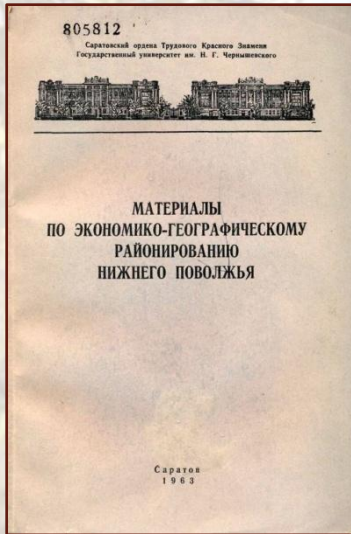 805812
Саратовский ордена Трудового Красного Знамени
Государственный университет им. Н. Г. Чернышевского
МАТЕРИАЛЫ
ПО ЭКОНОМИКО-ГЕОГРАФИЧЕСКОМУ
РАЙОНИРОВАНИЮ
НИЖНЕГО ПОВОЛЖЬЯ
Саратов
1963